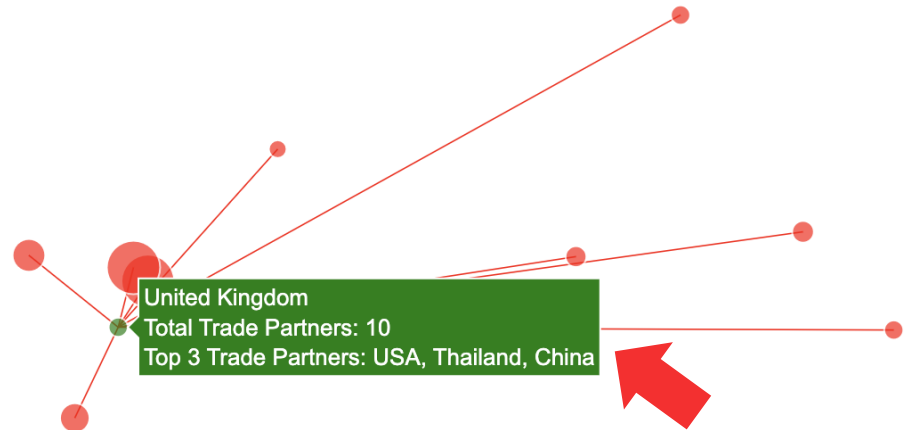 United Kingdom
Total Trade Partners: 10
Top 3 Trade Partners: USA, Thailand, China